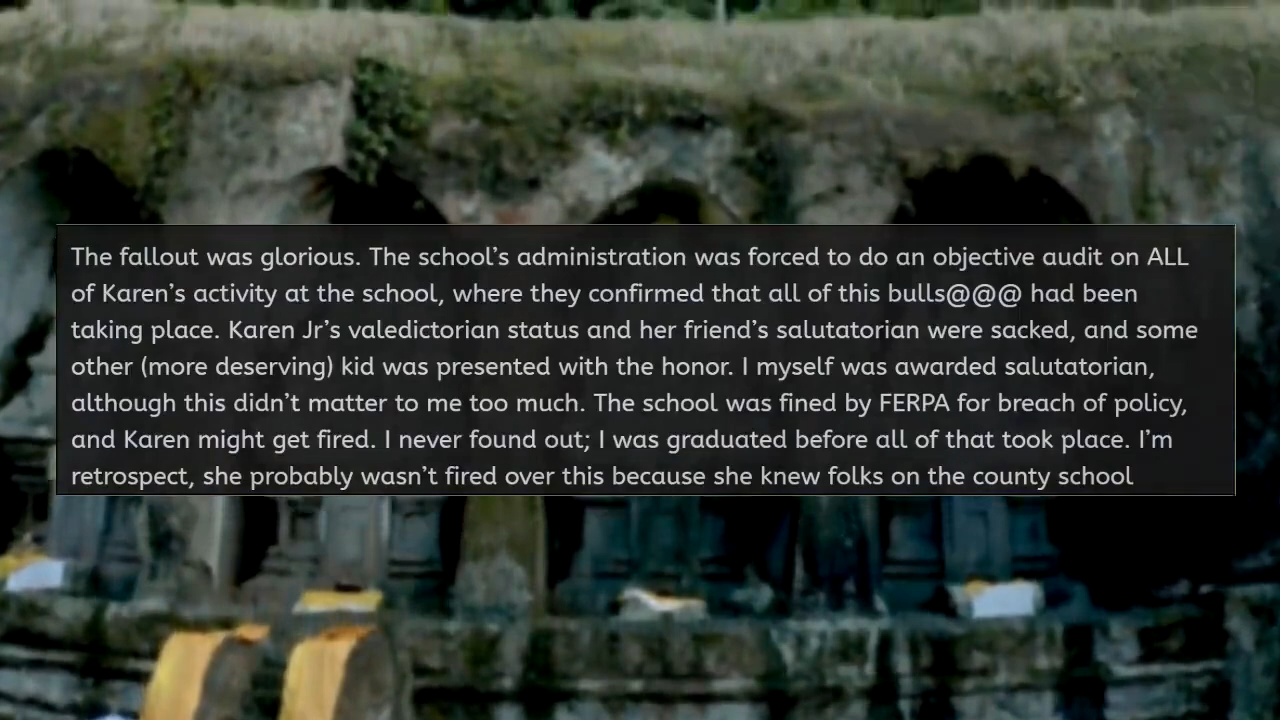 The fallout was glorious. The school’s administration was forced to do an objective audit on ALL
of Karen’s activity at the school, where they confirmed that all of this bulls@@@ had been
taking place. Karen Jr’s valedictorian status and her friend’s salutatorian were sacked, and some
other (more deserving) kid was presented with the honor. I myself was awarded salutatorian,
although this didn’t matter to me too much. The school was fined by FERPA for breach of policy,
and Karen might get fired. I never found out; I was graduated before all of that took place. I’m
retrospect, she probably wasn’t fired over this because she knew folks on the county school